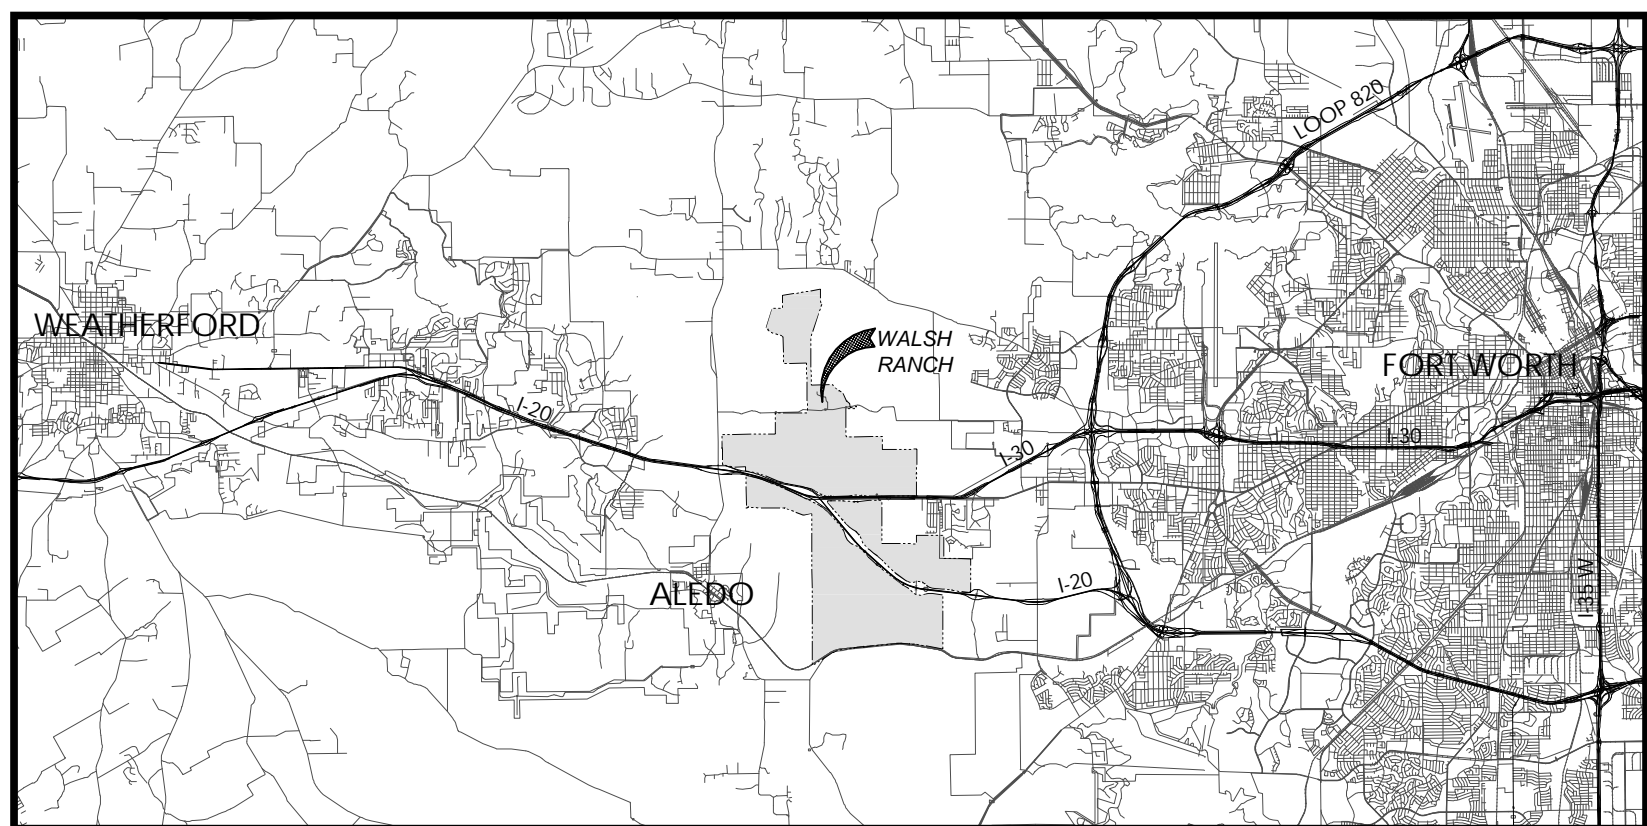 LOOP 820
WEATHERFORD
WALSH
RANCH
FORT WORTH
I-20
I-30
I-30
ALEDO
I-20
I-35 W